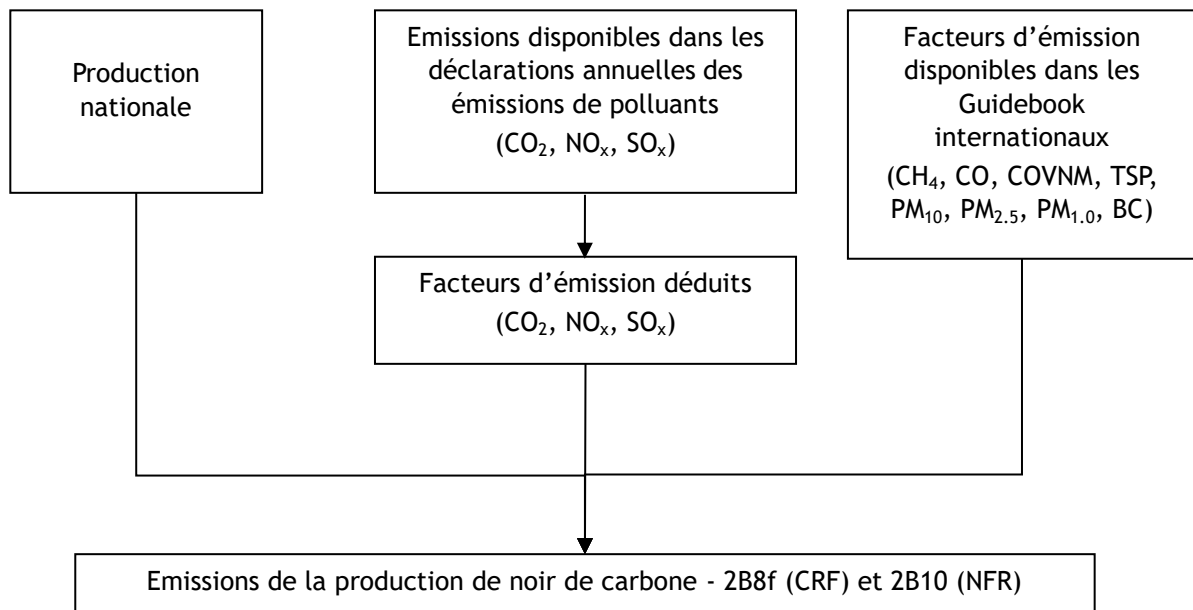 Production
nationale
Emissions disponibles dans les
déclarations annuelles des
émissions de polluants
(CO₂, NOₓ, SOₓ)
Facteurs d’émission
disponibles dans les
Guidebook
internationaux
(CH₄, CO, COVNM, TSP,
PM₁₀, PM₂.₅, PM₁.₀, BC)
Facteurs d’émission déduits
(CO₂, NOₓ, SOₓ)
Emissions de la production de noir de carbone - 2B8f (CRF) et 2B10 (NFR)